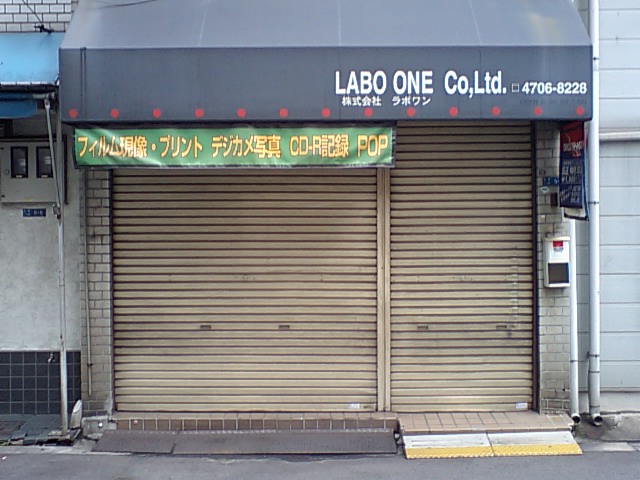 LABO ONE Co,Ltd. □4706-8228
株式会社 ラボワン
フィルム現像・プリント デジカメ写真 CD-R記録 POP